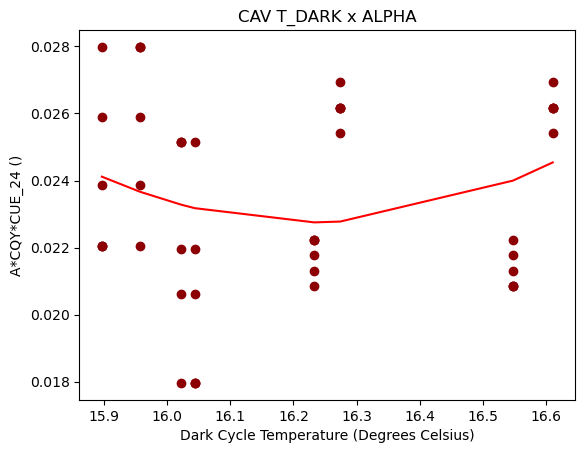 CAV T_DARK x ALPHA
A*CQY*CUE_24 ()
0.028
0.026
0.024
0.022
0.020
0.018
15.9 16.0 16.1 16.2 16.3 16.4 16.5 16.6
Dark Cycle Temperature (Degrees Celsius)